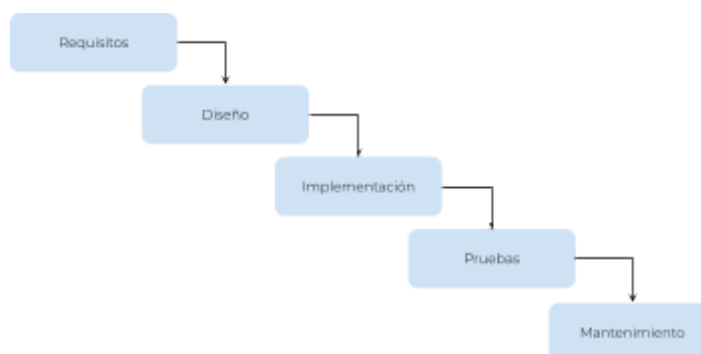 Requisitos
Diseño
Implementación
Pruebas
Mantenimiento